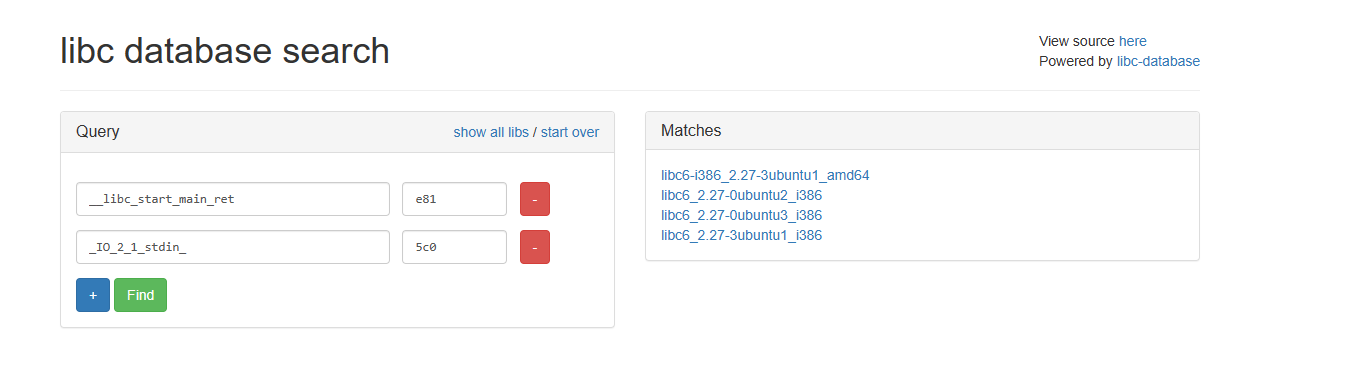 libc database search
View source here
Powered by libc-database
Query show all libs / start over
__libc_start_main_ret e81 -
_IO_2_1_stdin_ 5c0 -
+ Find
Matches
libc6-i386_2.27-3ubuntu1_amd64
libc6_2.27-0ubuntu2_i386
libc6_2.27-0ubuntu3_i386
libc6_2.27-3ubuntu1_i386